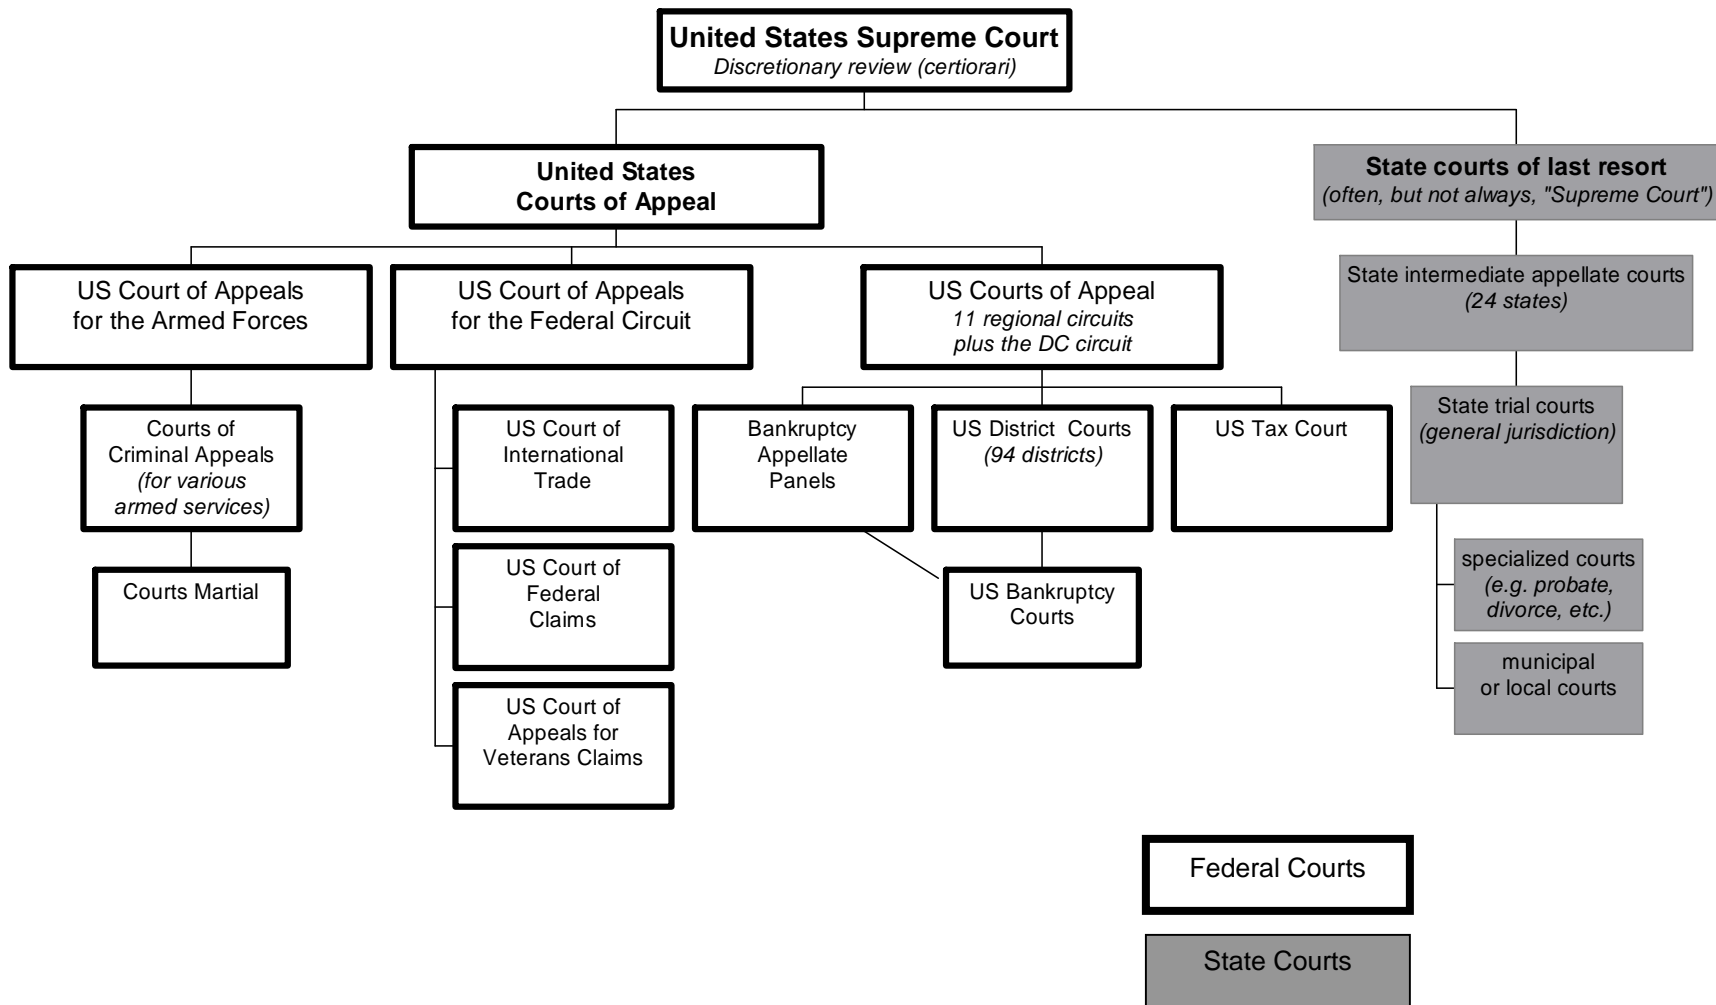 United States Supreme Court
Discretionary review (certiorari)
United States
Courts of Appeal
State courts of last resort
(often, but not always, "Supreme Court")
US Court of Appeals
for the Armed Forces
US Court of Appeals
for the Federal Circuit
US Courts of Appeal
11 regional circuits
plus the DC circuit
State intermediate appellate courts
(24 states)
Courts of
Criminal Appeals
(for various
armed services)
US Court of
International
Trade
Bankruptcy
Appellate
Panels
US District Courts
(94 districts)
US Tax Court
State trial courts
(general jurisdiction)
Courts Martial
US Court of
Federal
Claims
US Bankruptcy
Courts
specialized courts
(e.g. probate,
divorce, etc.)
US Court of
Appeals for
Veterans Claims
municipal
or local courts
Federal Courts
State Courts